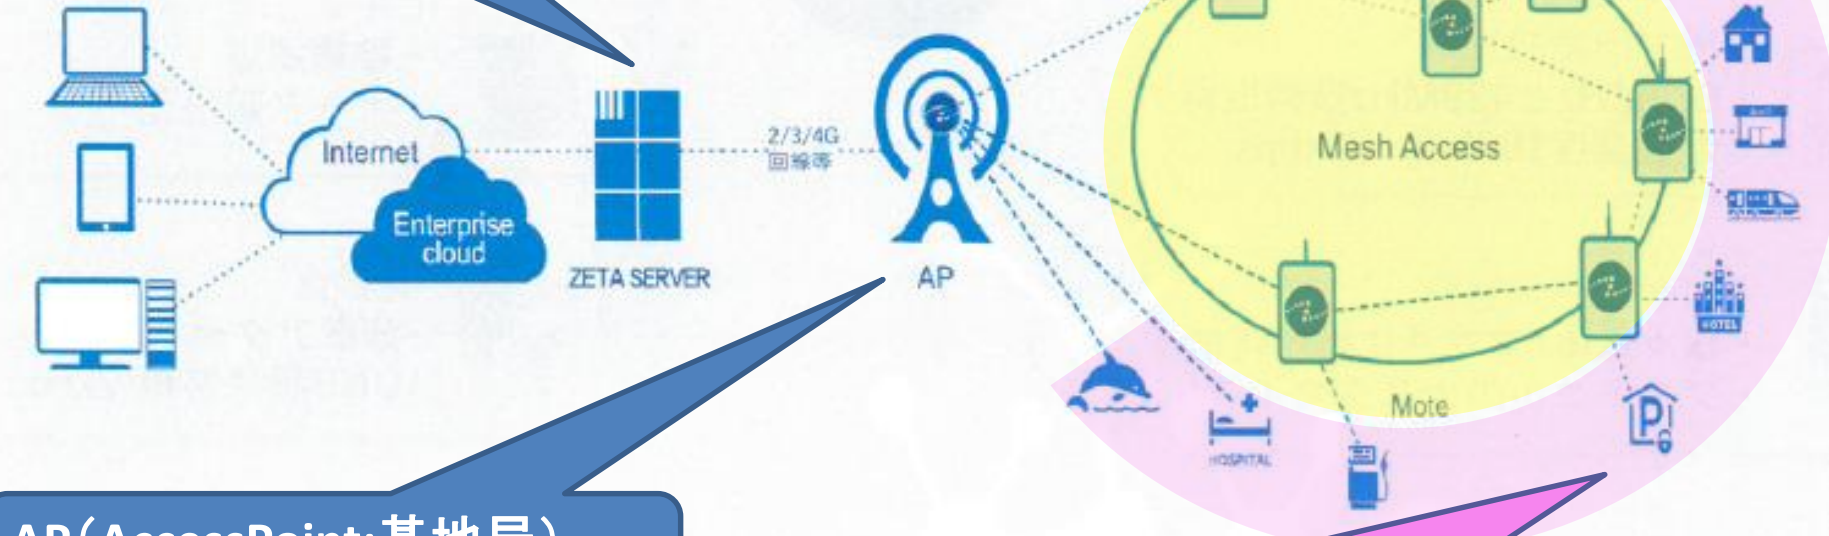 Internet
Enterprise
cloud
ZETA SERVER
2/3/4G
回線等
AP
Mesh Access
Mote
HOTEL
P
HOSPITAL
AP(AccessPoint:基地局)